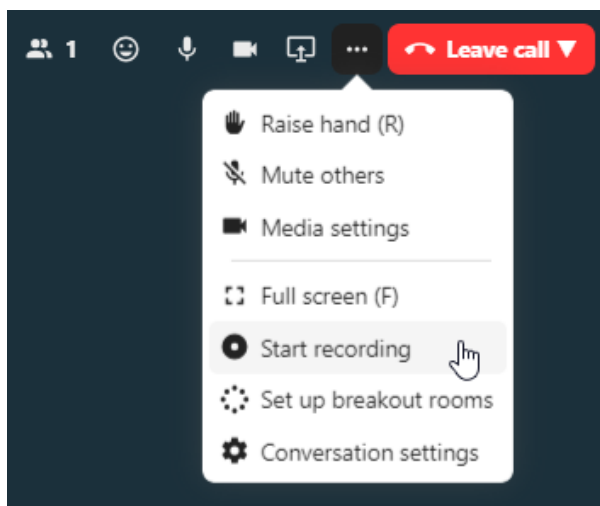 1
Leave call ▼
Raise hand (R)
Mute others
Media settings
Full screen (F)
Start recording
Set up breakout rooms
Conversation settings